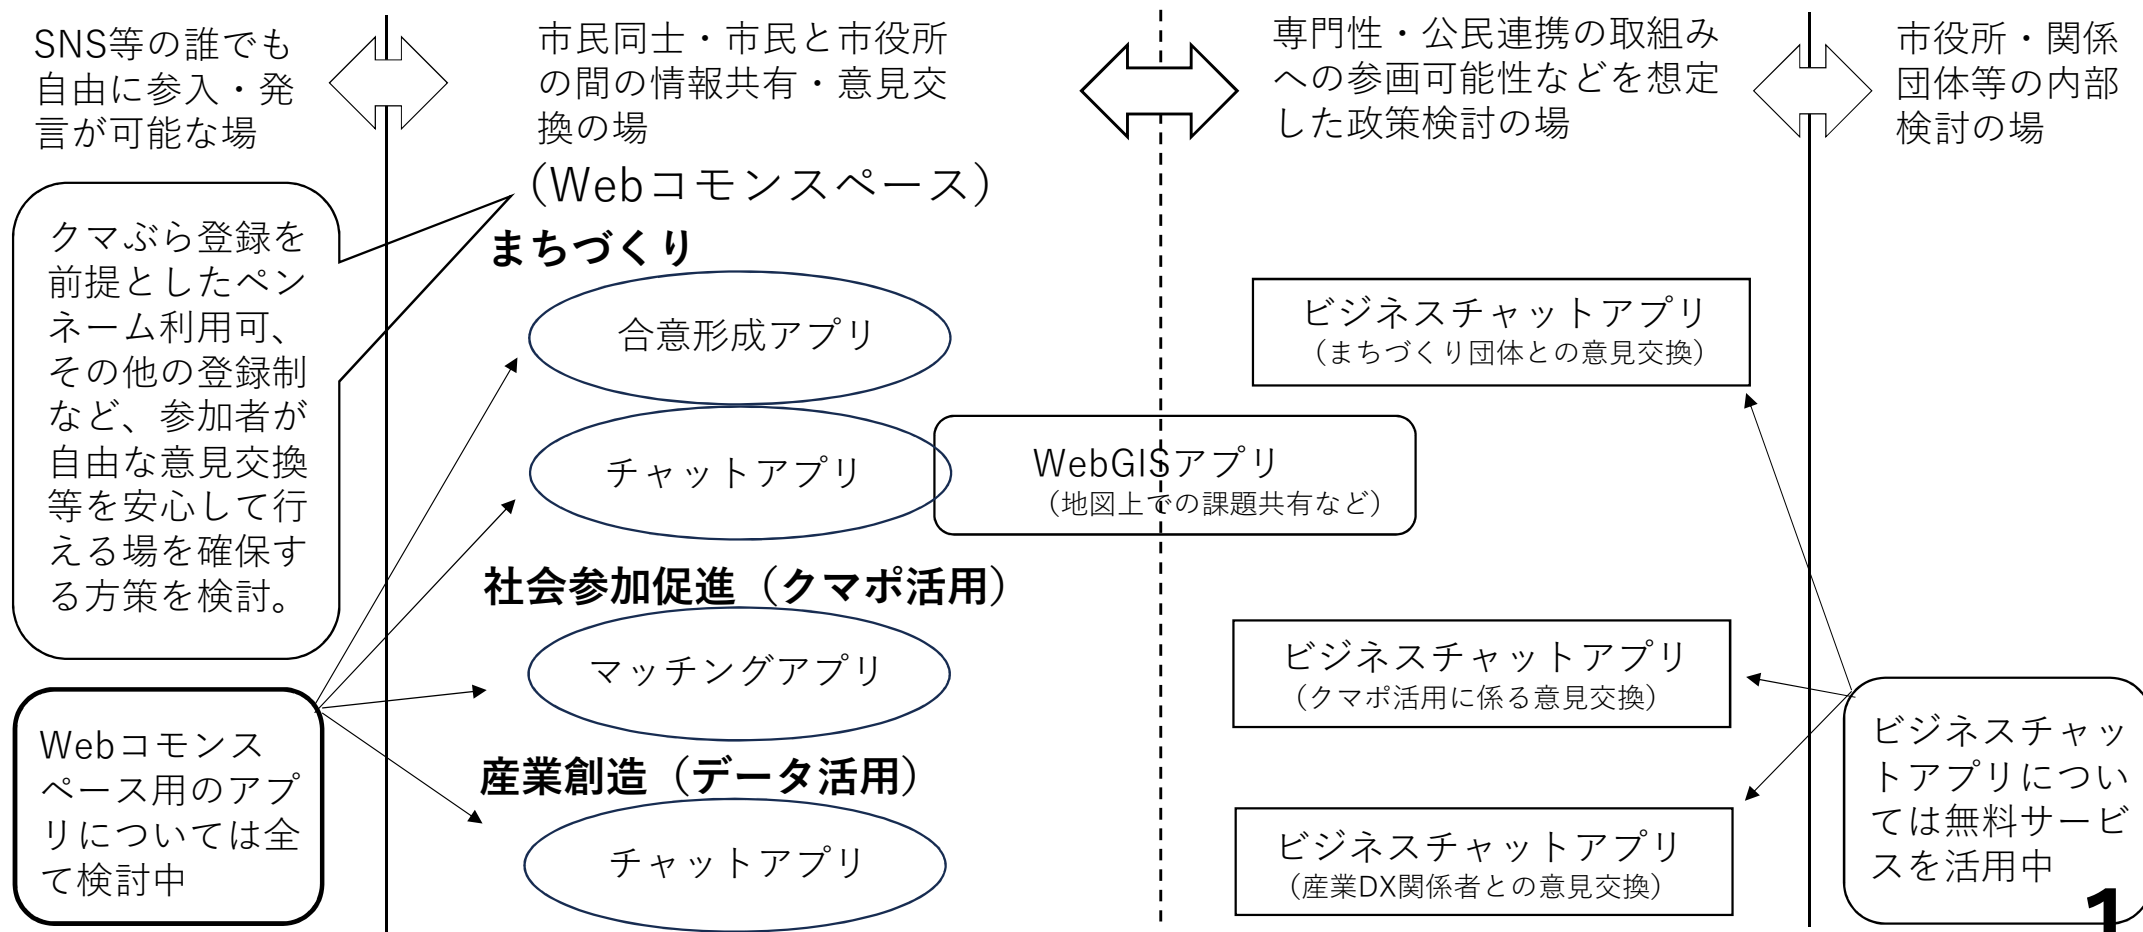 SNS等の誰でも
自由に参入・発
言が可能な場
市民同士・市民と市役所
の間の情報共有・意見交
換の場
（Webコモンスペース）
専門性・公民連携の取組み
への参画可能性などを想定
した政策検討の場
市役所・関係
団体等の内部
検討の場
クマぶら登録を
前提としたペン
ネーム利用可、
その他の登録制
など、参加者が
自由な意見交換
等を安心して行
える場を確保す
る方策を検討。
まちづくり
合意形成アプリ
チャットアプリ
WebGISアプリ
（地図上での課題共有など）
ビジネスチャットアプリ
（まちづくり団体との意見交換）
社会参加促進（クマポ活用）
マッチングアプリ
ビジネスチャットアプリ
（クマポ活用に係る意見交換）
産業創造（データ活用）
チャットアプリ
ビジネスチャットアプリ
（産業DX関係者との意見交換）
Webコモンス
ペース用のアプ
リについては全
て検討中
ビジネスチャッ
トアプリについ
ては無料サービ
スを活用中
1